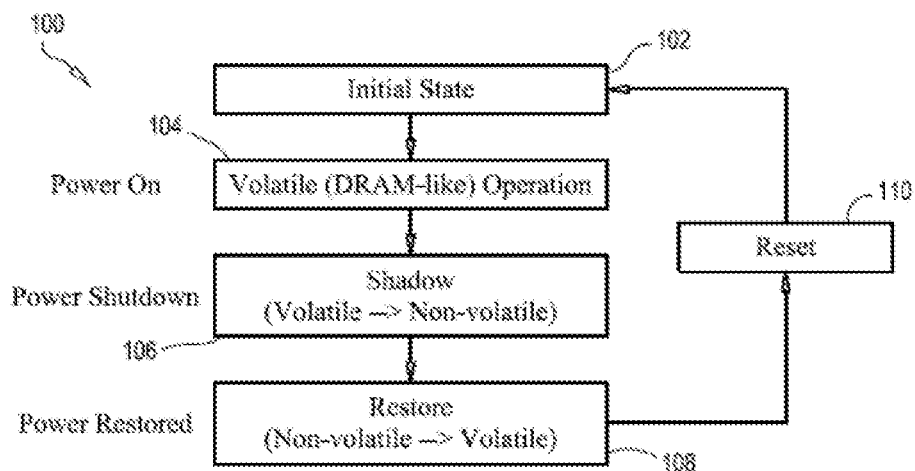 100
102
Initial State
104
Power On
Volatile (DRAM-like) Operation
110
Reset
Power Shutdown
Shadow
(Volatile --> Non-volatile)
106
Power Restored
Restore
(Non-volatile --> Volatile)
108